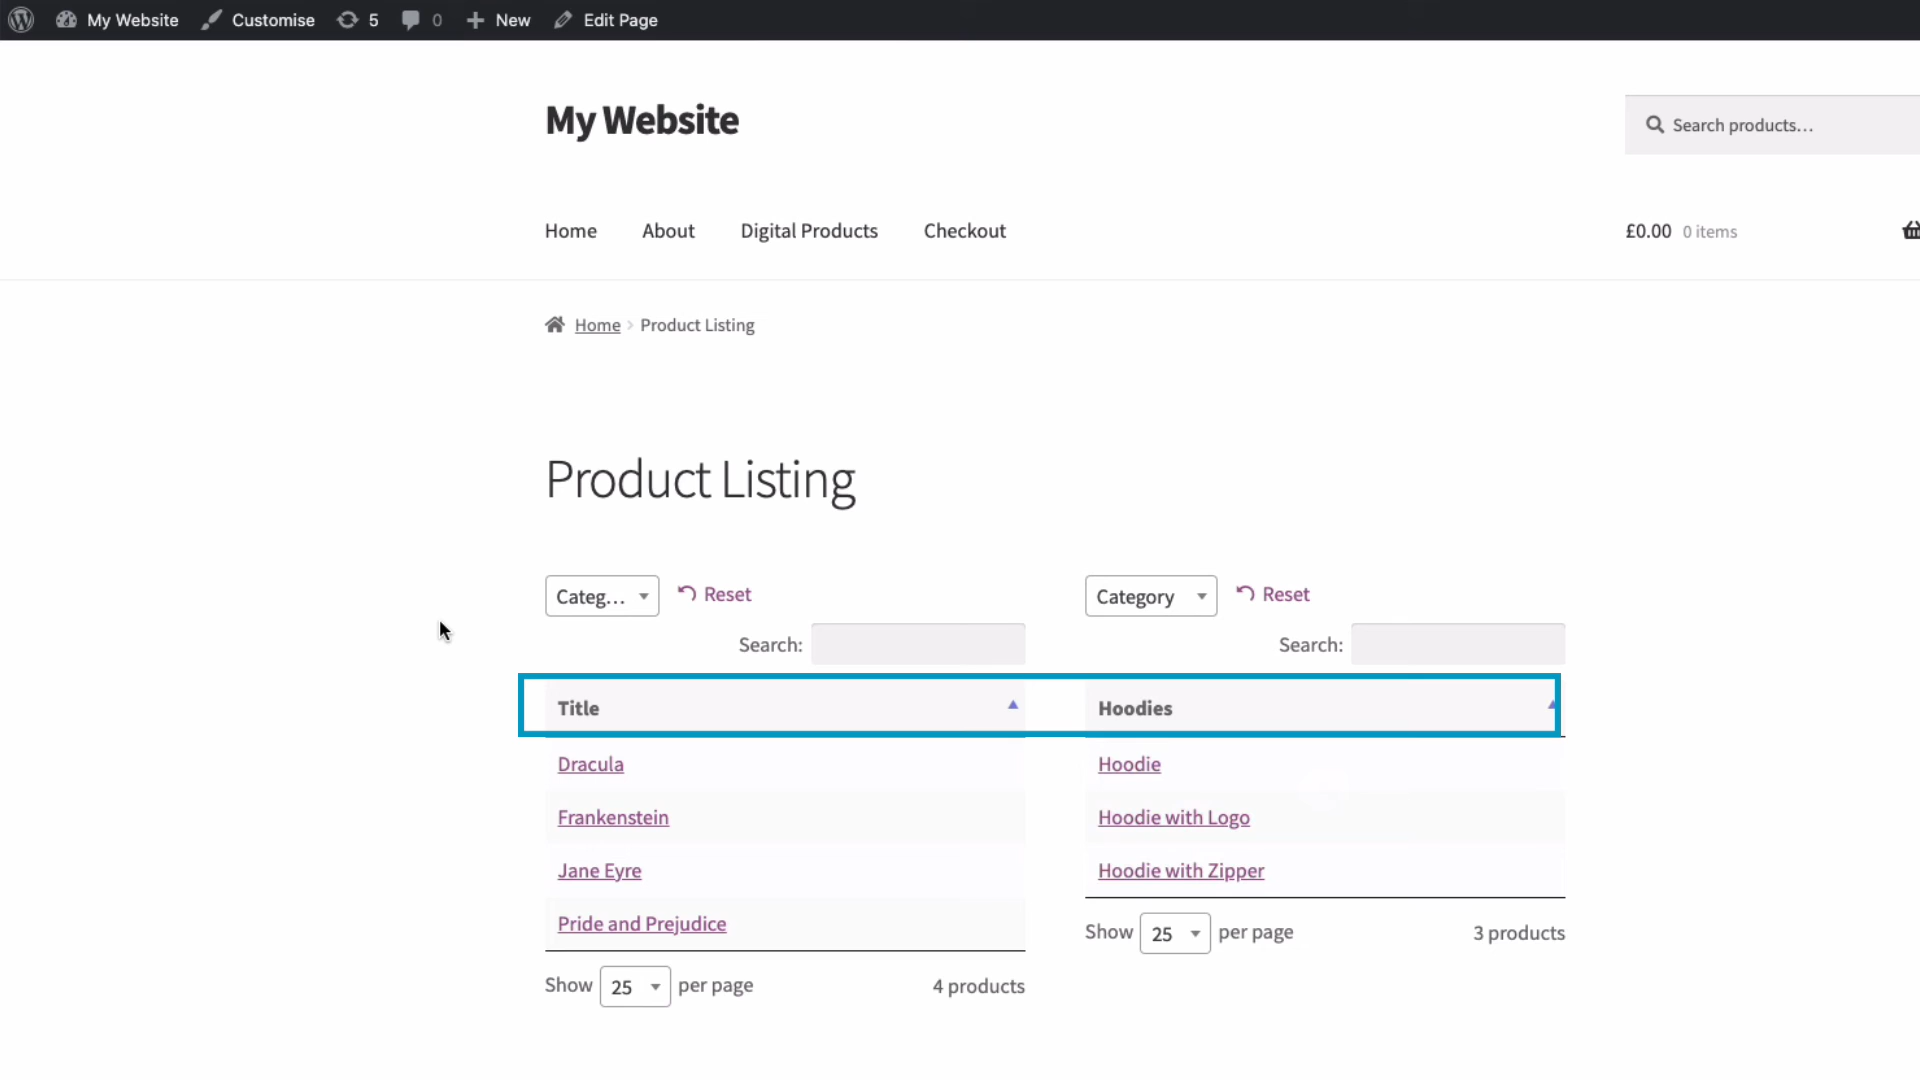 My Website Customise 5 0 New Edit Page
My Website
Search products...
Home About Digital Products Checkout
£0.00 0 items
Home > Product Listing
Product Listing
Categ... Reset
Search:
Title
Dracula
Frankenstein
Jane Eyre
Pride and Prejudice
Show 25 per page 4 products
Category Reset
Search:
Hoodies
Hoodie
Hoodie with Logo
Hoodie with Zipper
Show 25 per page 3 products